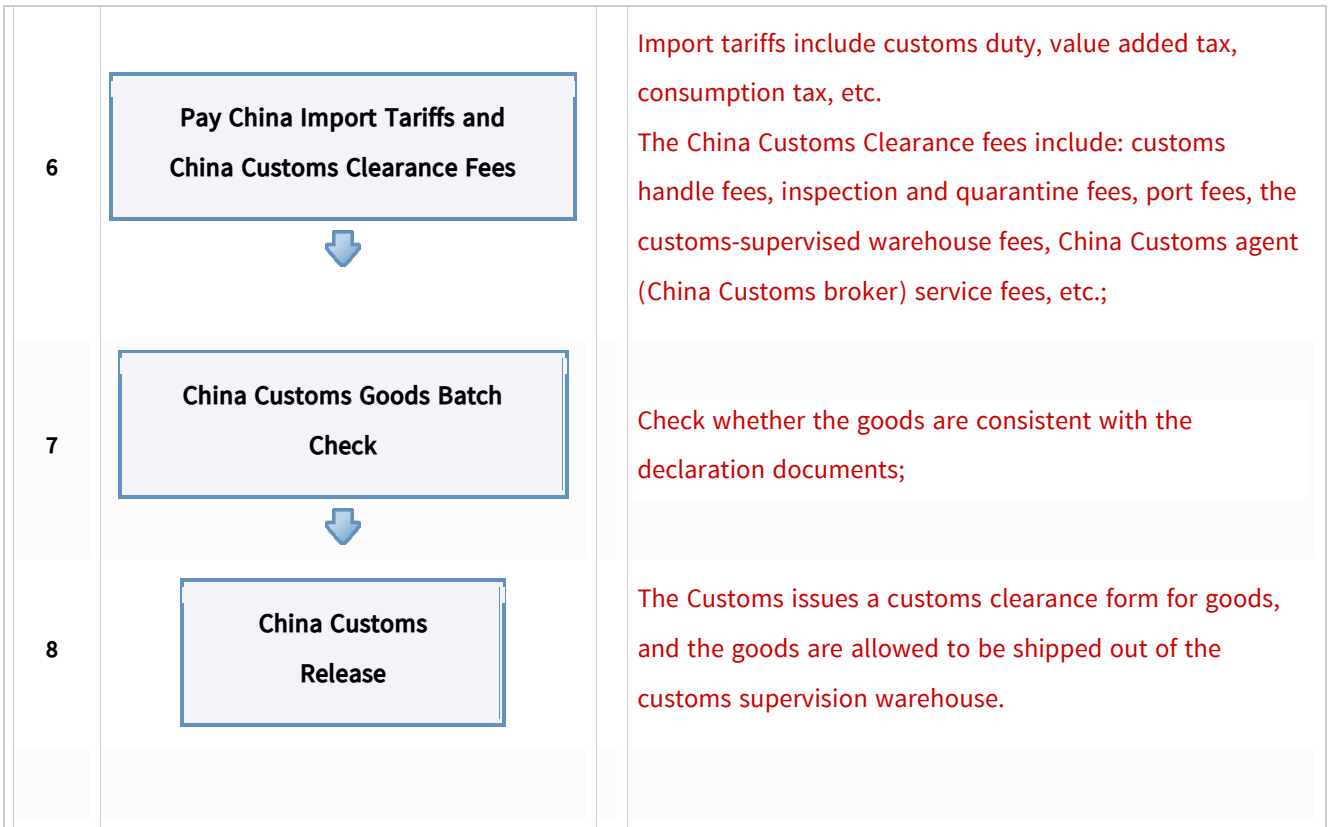 6
Pay China Import Tariffs and
China Customs Clearance Fees
Import tariffs include customs duty, value added tax,
consumption tax, etc.
The China Customs Clearance fees include: customs
handle fees, inspection and quarantine fees, port fees, the
customs-supervised warehouse fees, China Customs agent
(China Customs broker) service fees, etc.;
7
China Customs Goods Batch
Check
Check whether the goods are consistent with the
declaration documents;
8
China Customs
Release
The Customs issues a customs clearance form for goods,
and the goods are allowed to be shipped out of the
customs supervision warehouse.